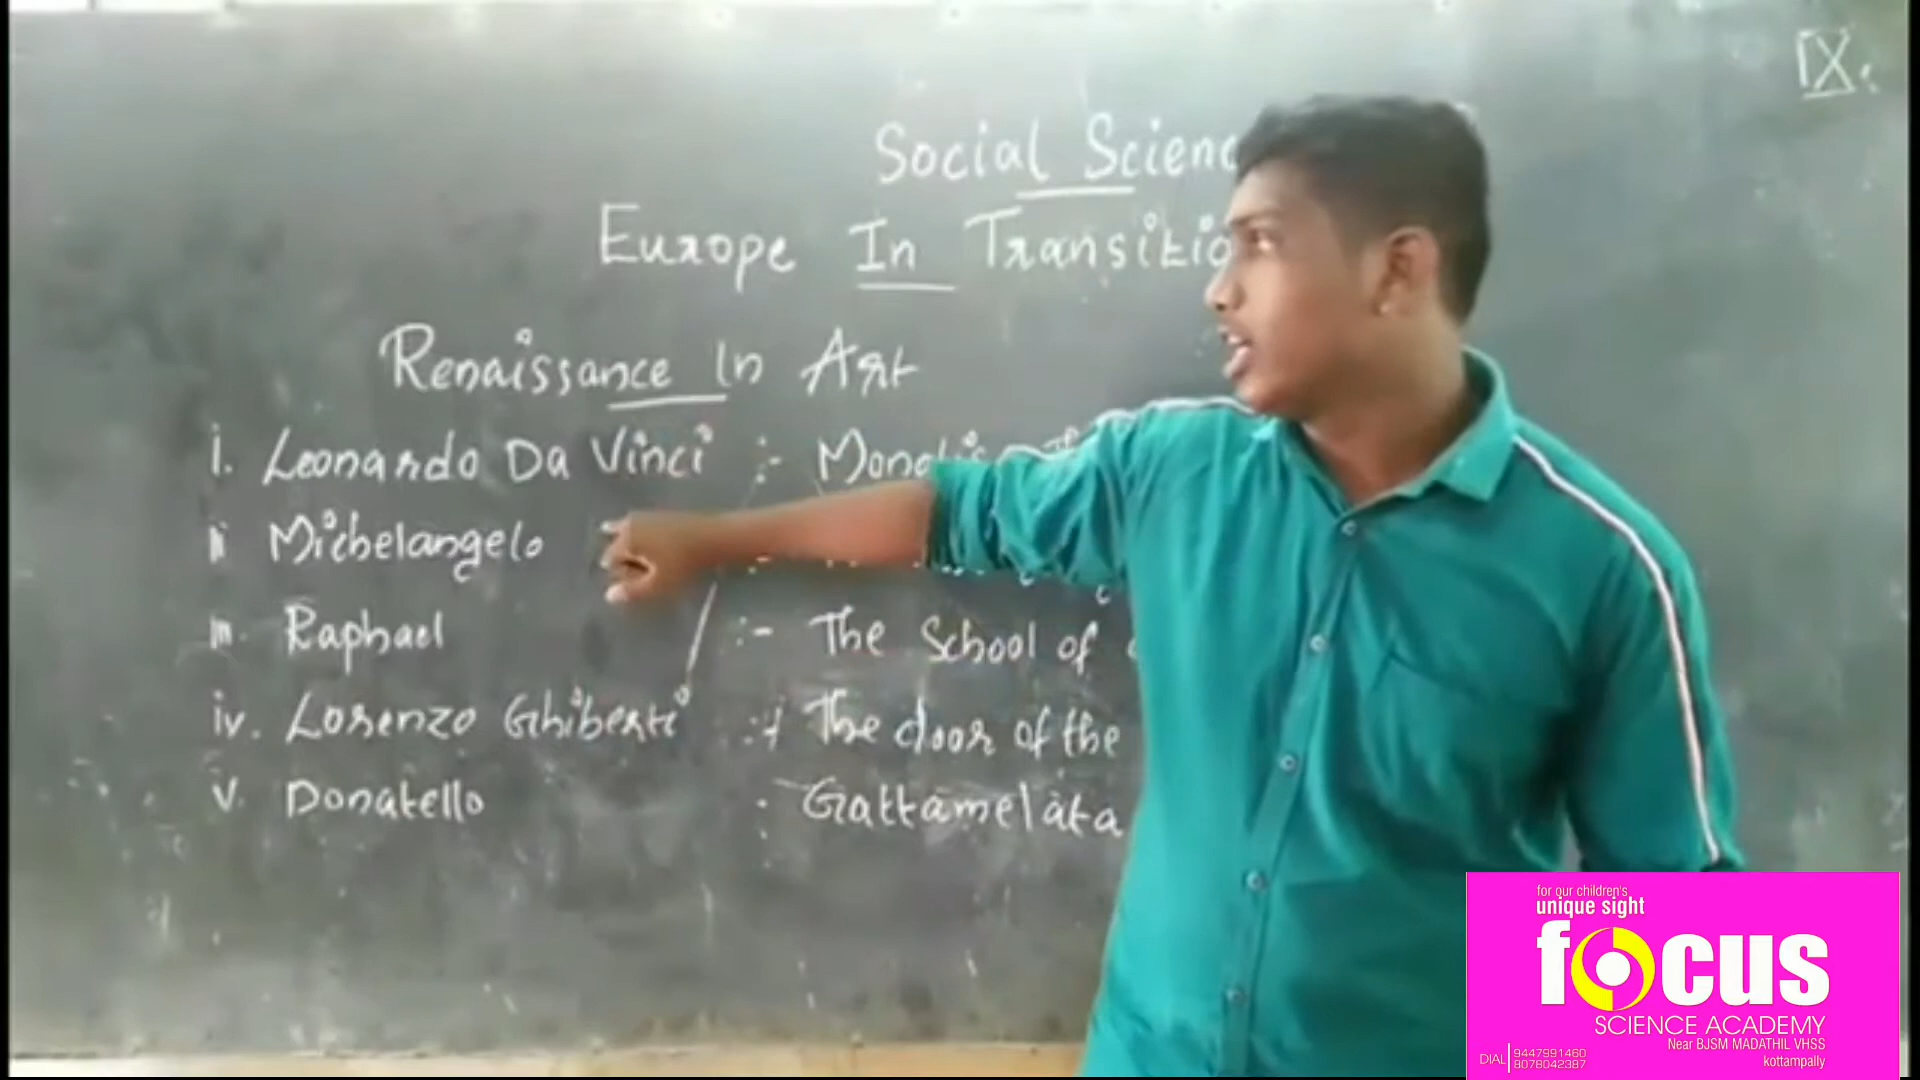 IX.
Social Scienc
Europe In Transitio
Renaissance In Art
i. Leonardo Da Vinci :- Monalis
ii Michelangelo :-
iii. Raphael :- The School of
iv. Lorenzo Ghiberti :- The door of the
v. Donatello : Gattamelata
for our children's
unique sight
focus
SCIENCE ACADEMY
Near BJSM MADATHIL VHSS
kottampally
DIAL 9447991460
8078042387